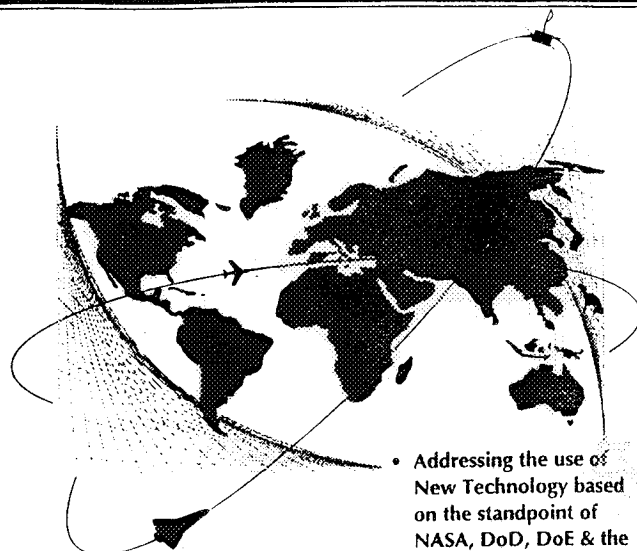 • Addressing the use of
New Technology based
on the standpoint of
NASA, DoD, DoE & the